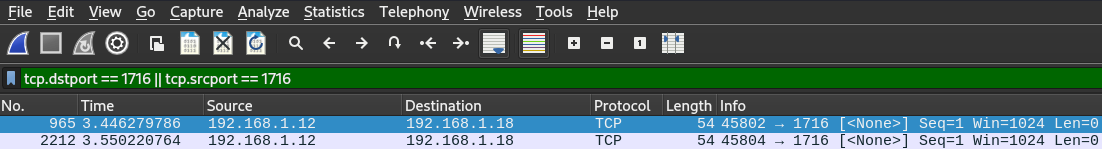 File Edit View Go Capture Analyze Statistics Telephony Wireless Tools Help
tcp.dstport == 1716 || tcp.srcport == 1716
No. Time Source Destination Protocol Length Info
965 3.446279786 192.168.1.12 192.168.1.18 TCP 54 45802 → 1716 [<None>] Seq=1 Win=1024 Len=0
2212 3.550220764 192.168.1.12 192.168.1.18 TCP 54 45804 → 1716 [<None>] Seq=1 Win=1024 Len=0